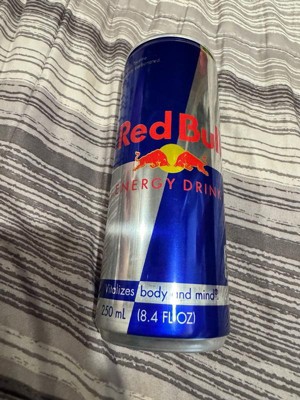 Red Bull
ENERGY DRINK
Vitalizes body and mind®.
250 mL (8.4 FL OZ)